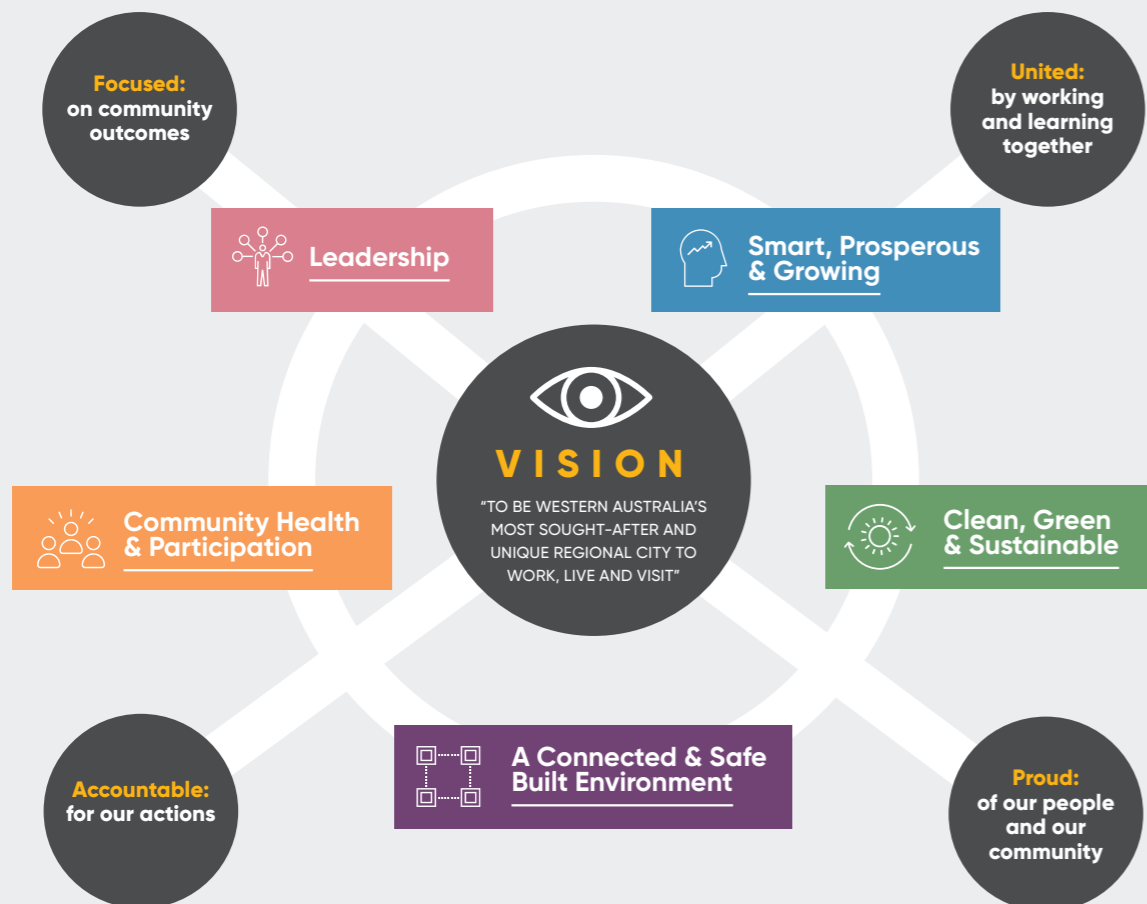 Focused:
on community
outcomes
United:
by working
and learning
together
Leadership
Smart, Prosperous
& Growing
VISION
“TO BE WESTERN AUSTRALIA’S
MOST SOUGHT-AFTER AND
UNIQUE REGIONAL CITY TO
WORK, LIVE AND VISIT”
Community Health
& Participation
Clean, Green
& Sustainable
A Connected & Safe
Built Environment
Accountable:
for our actions
Proud:
of our people
and our
community